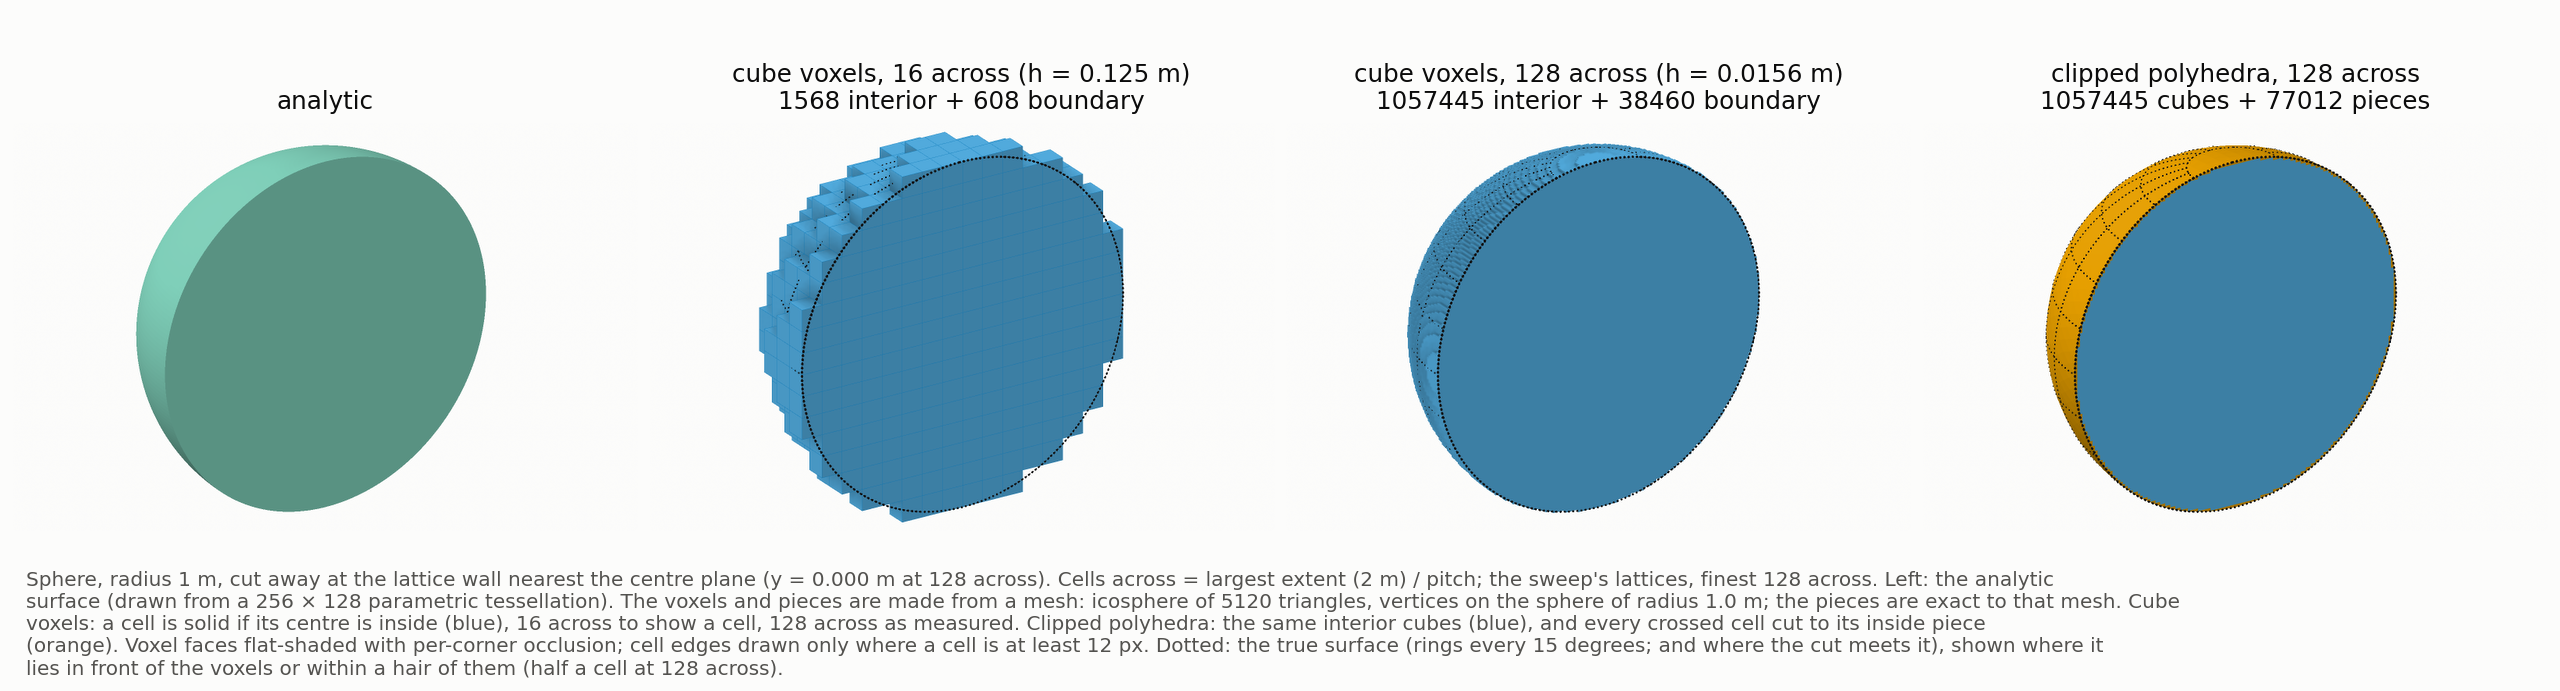 analytic
cube voxels, 16 across (h = 0.125 m)
1568 interior + 608 boundary
cube voxels, 128 across (h = 0.0156 m)
1057445 interior + 38460 boundary
clipped polyhedra, 128 across
1057445 cubes + 77012 pieces
Sphere, radius 1 m, cut away at the lattice wall nearest the centre plane (y = 0.000 m at 128 across). Cells across = largest extent (2 m) / pitch; the sweep's lattices, finest 128 across. Left: the analytic
surface (drawn from a 256 × 128 parametric tessellation). The voxels and pieces are made from a mesh: icosphere of 5120 triangles, vertices on the sphere of radius 1.0 m; the pieces are exact to that mesh. Cube
voxels: a cell is solid if its centre is inside (blue), 16 across to show a cell, 128 across as measured. Clipped polyhedra: the same interior cubes (blue), and every crossed cell cut to its inside piece
(orange). Voxel faces flat-shaded with per-corner occlusion; cell edges drawn only where a cell is at least 12 px. Dotted: the true surface (rings every 15 degrees; and where the cut meets it), shown where it
lies in front of the voxels or within a hair of them (half a cell at 128 across).